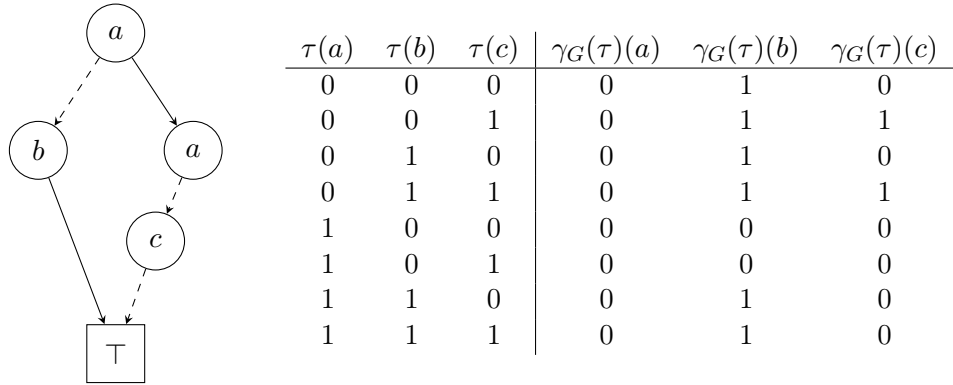 a
b
a
c
⊤
τ(a) τ(b) τ(c) γ_G(τ)(a) γ_G(τ)(b) γ_G(τ)(c)
0 0 0 0 1 0
0 0 1 0 1 1
0 1 0 0 1 0
0 1 1 0 1 1
1 0 0 0 0 0
1 0 1 0 0 0
1 1 0 0 1 0
1 1 1 0 1 0